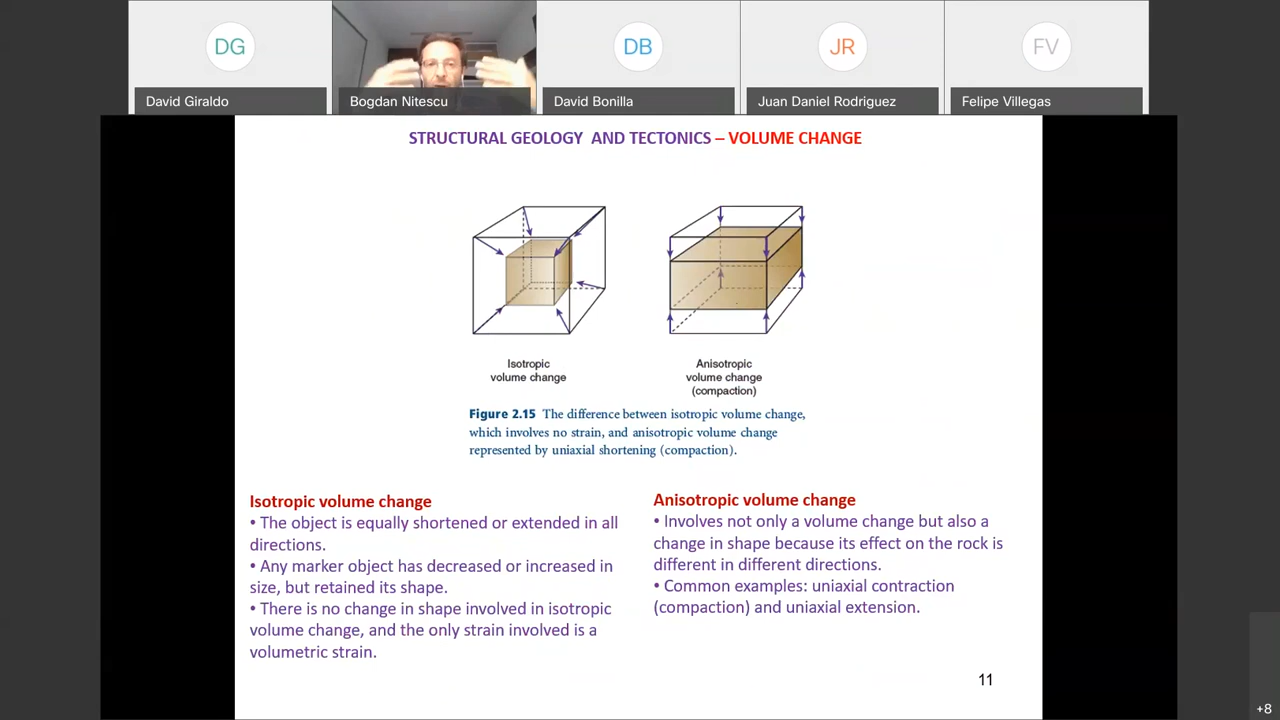 DG
DB
JR
FV
David Giraldo
Bogdan Nitescu
David Bonilla
Juan Daniel Rodriguez
Felipe Villegas
STRUCTURAL GEOLOGY AND TECTONICS – VOLUME CHANGE
Isotropic
volume change
Anisotropic
volume change
(compaction)
Figure 2.15 The difference between isotropic volume change,
which involves no strain, and anisotropic volume change
represented by uniaxial shortening (compaction).
Isotropic volume change
• The object is equally shortened or extended in all
directions.
• Any marker object has decreased or increased in
size, but retained its shape.
• There is no change in shape involved in isotropic
volume change, and the only strain involved is a
volumetric strain.
Anisotropic volume change
• Involves not only a volume change but also a
change in shape because its effect on the rock is
different in different directions.
• Common examples: uniaxial contraction
(compaction) and uniaxial extension.
11
+8